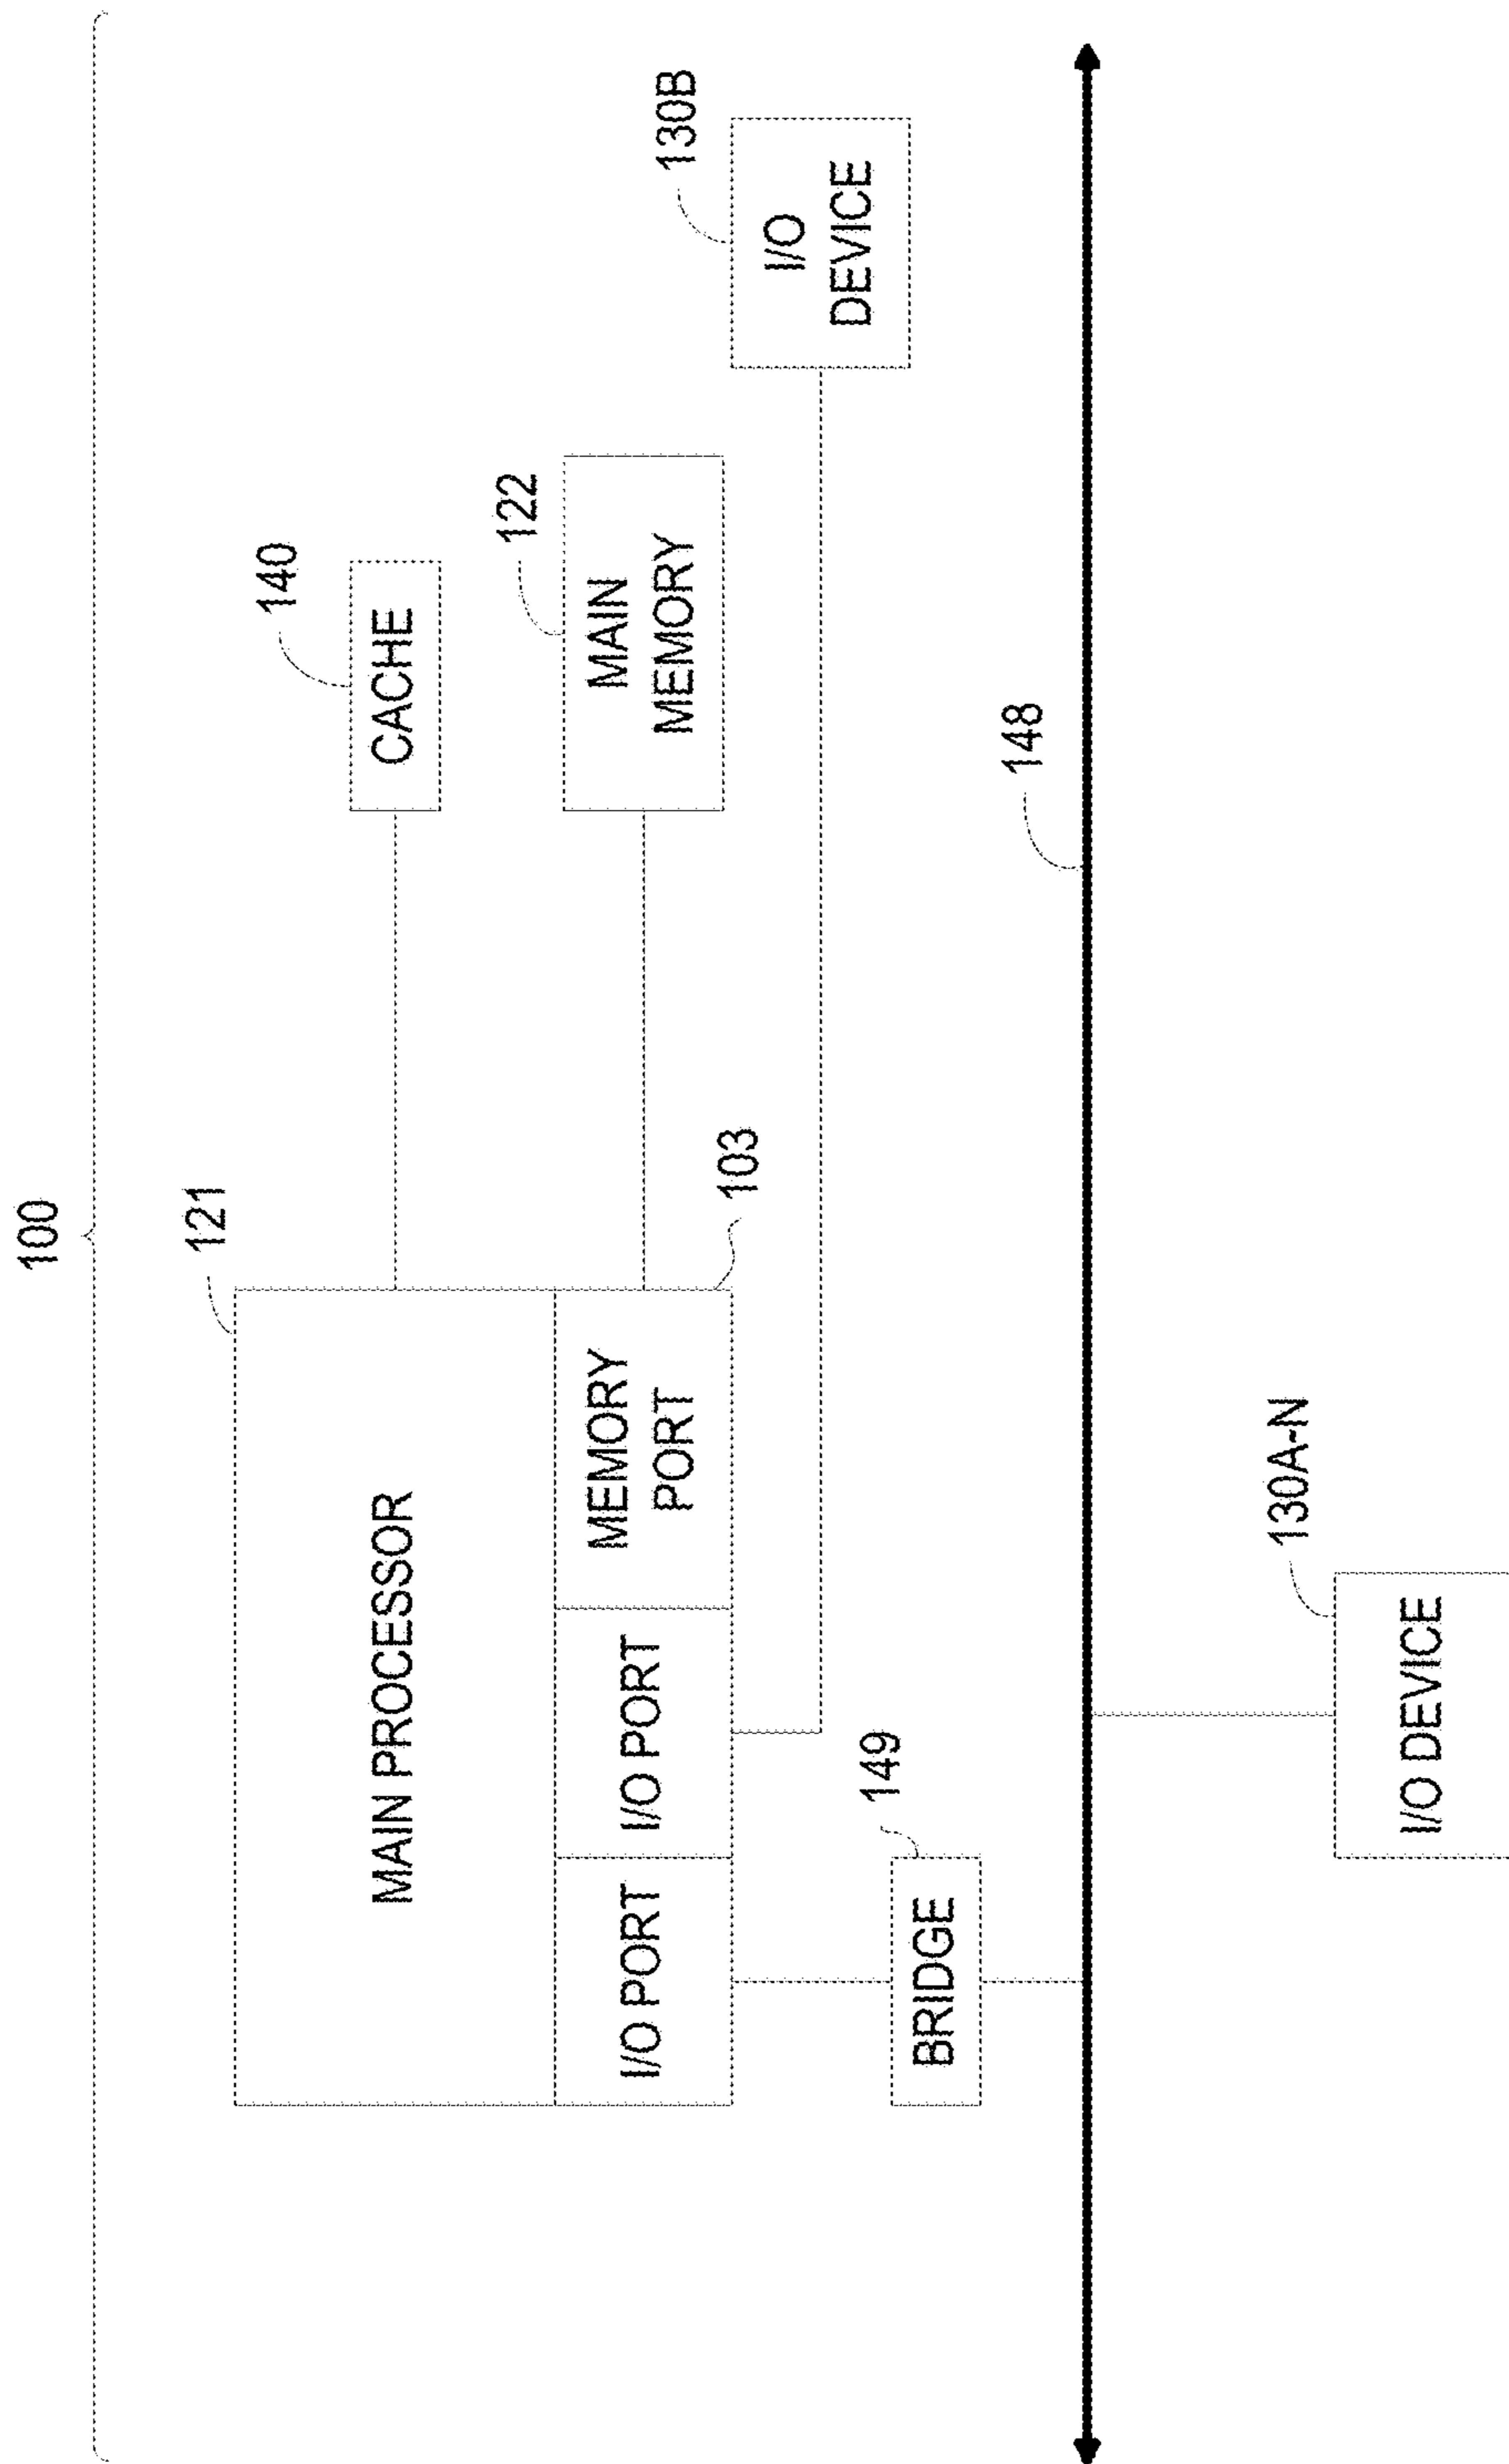 100
121
MAIN PROCESSOR
140
CACHE
I/O PORT
I/O PORT
MEMORY
PORT
122
MAIN
MEMORY
103
130B
I/O
DEVICE
149
BRIDGE
148
130A-N
I/O DEVICE